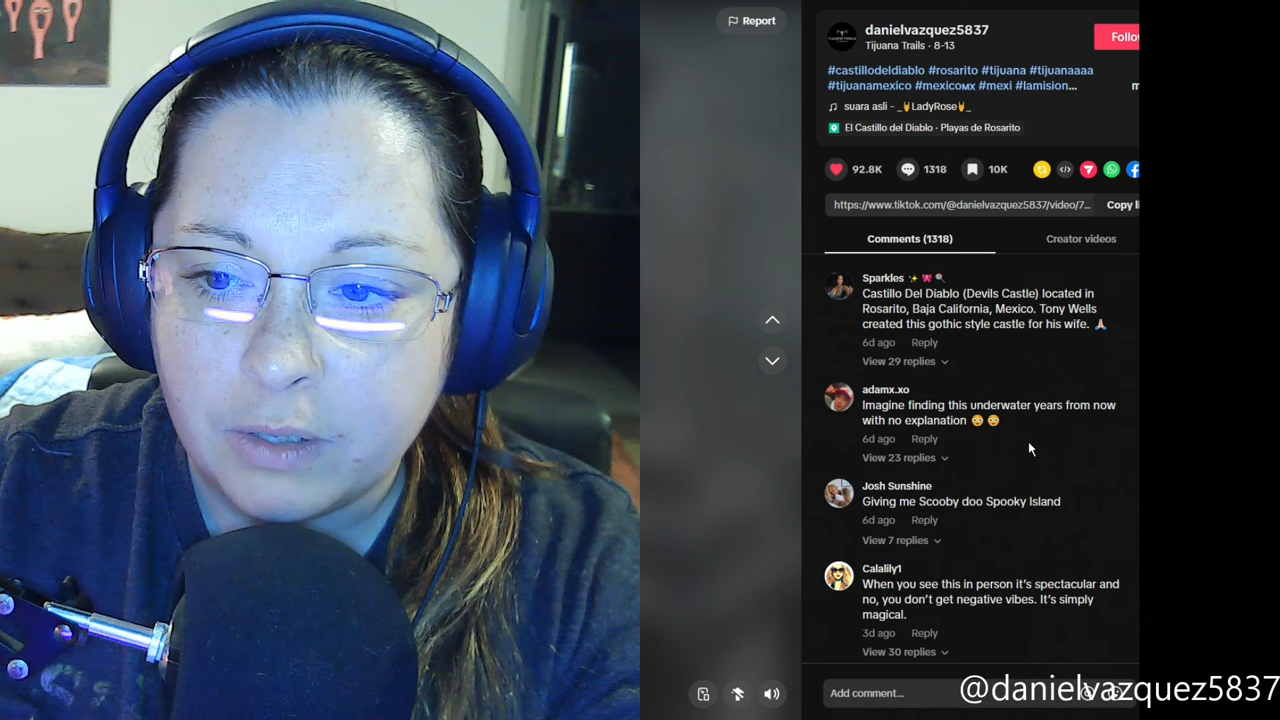 Report
danielvazquez5837
Tijuana Trails · 8-13
Follo
#castillodeldiablo #rosarito #tijuana #tijuanaaaa
#tijuanamexico #mexicoмx #mexi #lamision...
m
suara asli - _🤘LadyRose🤘_
El Castillo del Diablo · Playas de Rosarito
92.8K
1318
10K
https://www.tiktok.com/@danielvazquez5837/video/7...
Copy li
Comments (1318)
Creator videos
Sparkles ✨ 🎀 🍭
Castillo Del Diablo (Devils Castle) located in
Rosarito, Baja California, Mexico. Tony Wells
created this gothic style castle for his wife. 🙏🏼
6d ago Reply
View 29 replies
adamx.xo
Imagine finding this underwater years from now
with no explanation 😳 😳
6d ago Reply
View 23 replies
Josh Sunshine
Giving me Scooby doo Spooky Island
6d ago Reply
View 7 replies
Calalily1
When you see this in person it's spectacular and
no, you don't get negative vibes. It's simply
magical.
3d ago Reply
View 30 replies
Add comment...
@danielvazquez5837